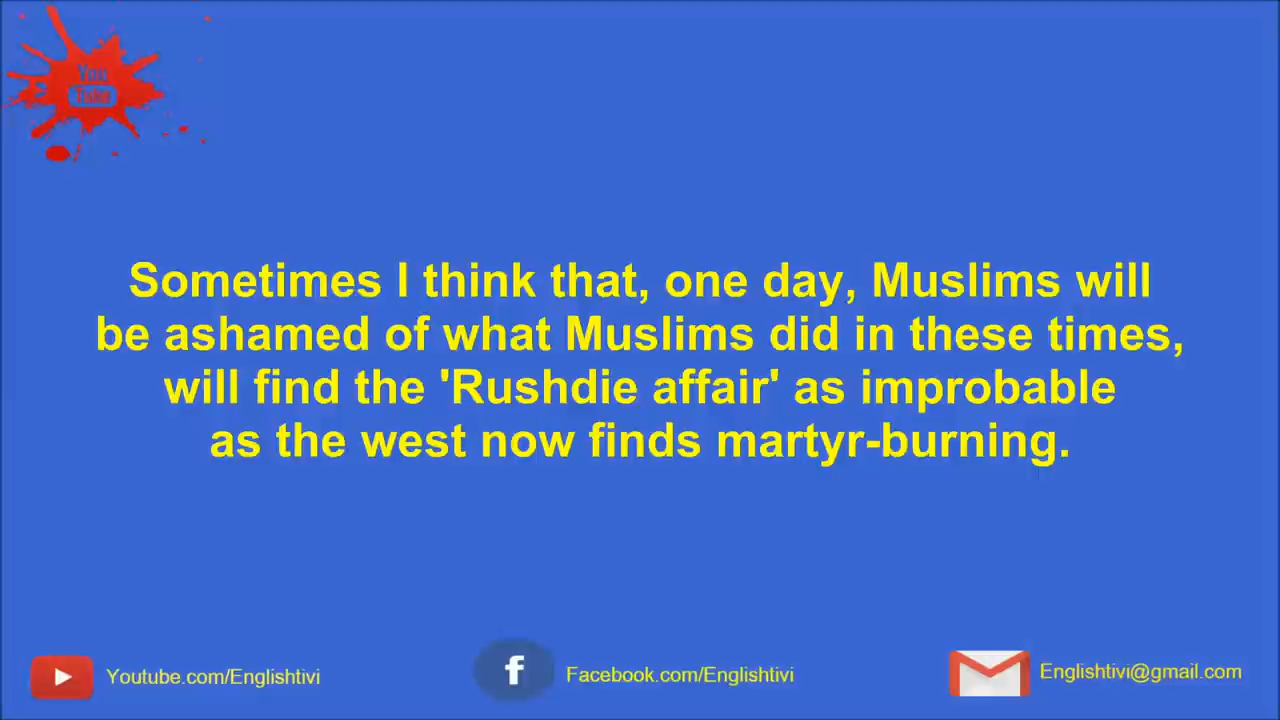 You
Tube
Sometimes I think that, one day, Muslims will
be ashamed of what Muslims did in these times,
will find the 'Rushdie affair' as improbable
as the west now finds martyr-burning.
Youtube.com/Englishtivi
f
Facebook.com/Englishtivi
Englishtivi@gmail.com